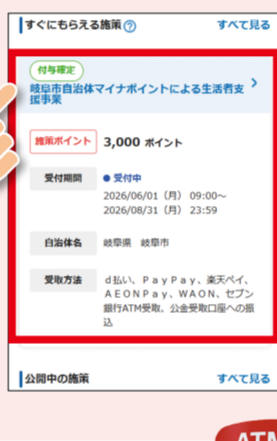 すぐにもらえる施策? すべて見る
付与確定
岐阜市自治体マイナポイントによる生活者支
援事業
施策ポイント 3,000 ポイント
受付期間 ● 受付中
2026/06/01（月） 09:00～
2026/08/31（月） 23:59
自治体名 岐阜県 岐阜市
受取方法 d払い、PayPay、楽天ペイ、
AEONPay、WAON、セブン
銀行ATM受取、公金受取口座への振
込
公開中の施策 すべて見る
ATM